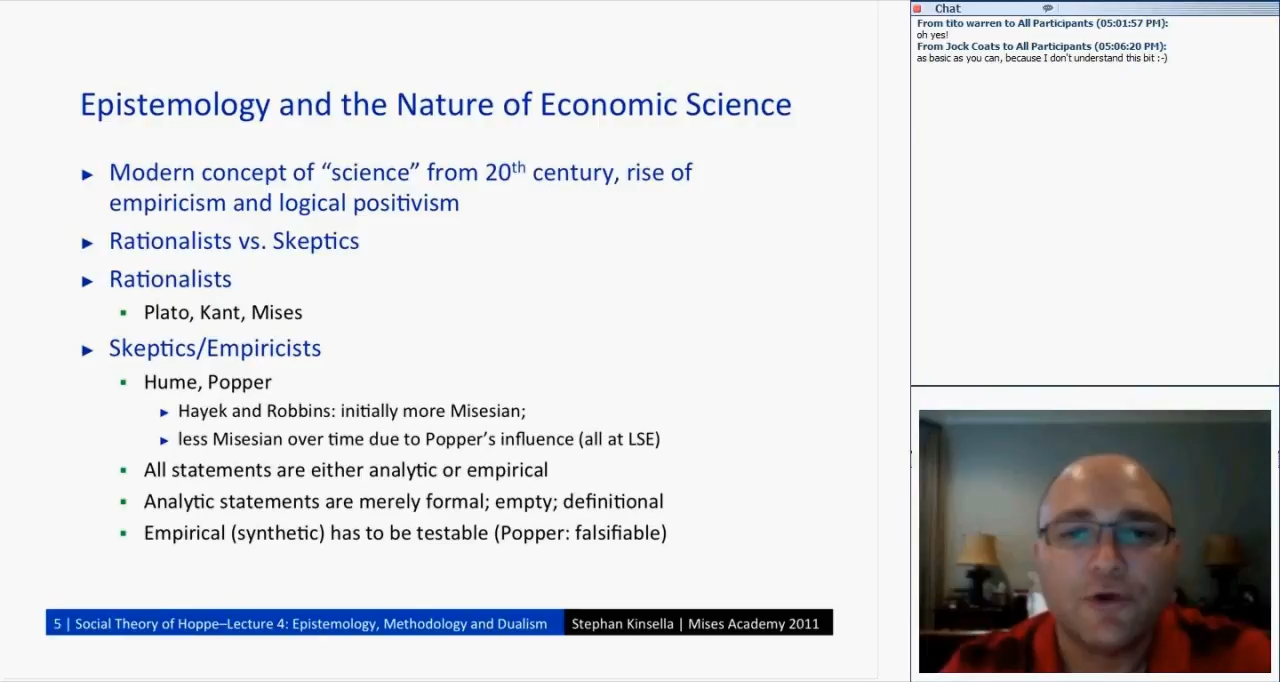 Epistemology and the Nature of Economic Science
► Modern concept of “science” from 20th century, rise of
empiricism and logical positivism
► Rationalists vs. Skeptics
► Rationalists
▪ Plato, Kant, Mises
► Skeptics/Empiricists
▪ Hume, Popper
► Hayek and Robbins: initially more Misesian;
► less Misesian over time due to Popper’s influence (all at LSE)
▪ All statements are either analytic or empirical
▪ Analytic statements are merely formal; empty; definitional
▪ Empirical (synthetic) has to be testable (Popper: falsifiable)
5 | Social Theory of Hoppe–Lecture 4: Epistemology, Methodology and Dualism
Stephan Kinsella | Mises Academy 2011
Chat
From tito warren to All Participants (05:01:57 PM):
oh yes!
From Jock Coats to All Participants (05:06:20 PM):
as basic as you can, because I don't understand this bit :-)